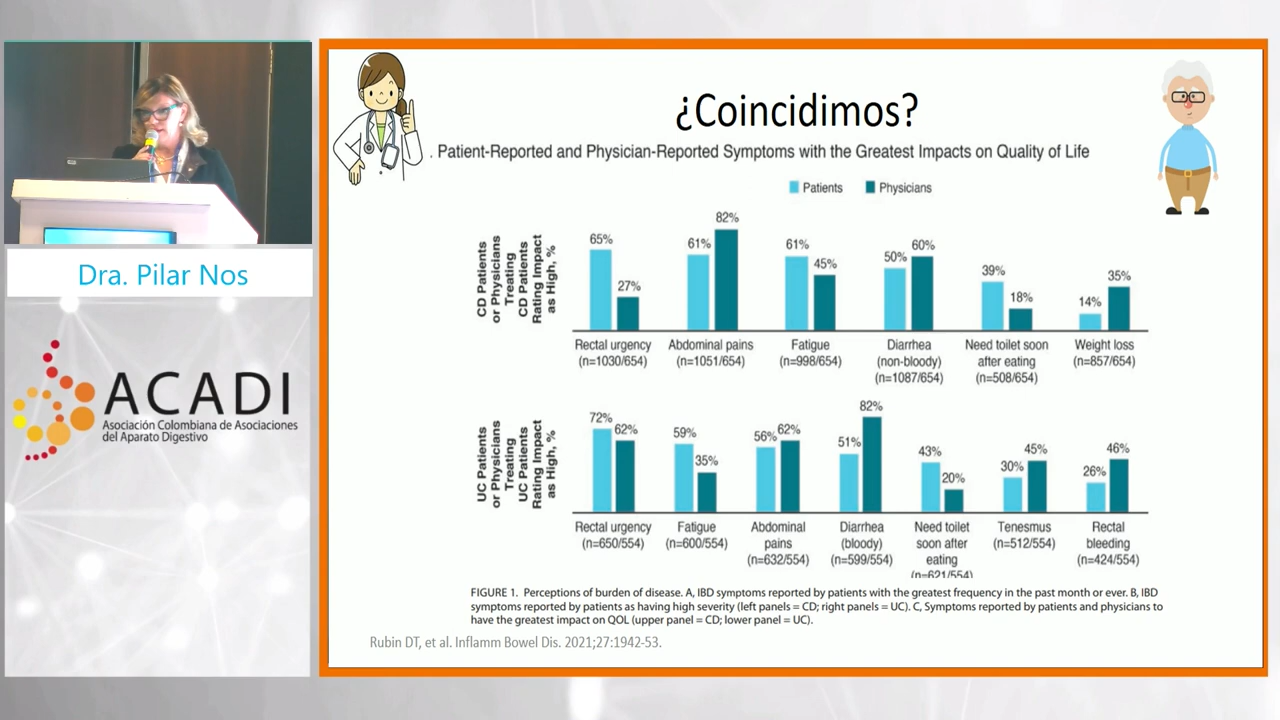 ¿Coincidimos?
. Patient-Reported and Physician-Reported Symptoms with the Greatest Impacts on Quality of Life
Patients Physicians
CD Patients
or Physicians
Treating
CD Patients
Rating Impact
as High, %
65% 27% 61% 82% 61% 45% 50% 60% 39% 18% 14% 35%
Rectal urgency Abdominal pains Fatigue Diarrhea Need toilet soon Weight loss
(n=1030/654) (n=1051/654) (n=998/654) (non-bloody) after eating (n=857/654)
(n=1087/654) (n=508/654)
UC Patients
or Physicians
Treating
UC Patients
Rating Impact
as High, %
72% 62% 59% 35% 56% 62% 51% 82% 43% 20% 30% 45% 26% 46%
Rectal urgency Fatigue Abdominal Diarrhea Need toilet Tenesmus Rectal
(n=650/554) (n=600/554) pains (bloody) soon after (n=512/554) bleeding
(n=632/554) (n=599/554) eating (n=424/554)
(n=621/554)
FIGURE 1. Perceptions of burden of disease. A, IBD symptoms reported by patients with the greatest frequency in the past month or ever. B, IBD
symptoms reported by patients as having high severity (left panels = CD; right panels = UC). C, Symptoms reported by patients and physicians to
have the greatest impact on QOL (upper panel = CD; lower panel = UC).
Rubin DT, et al. Inflamm Bowel Dis. 2021;27:1942-53.
Dra. Pilar Nos
ACADI
Asociación Colombiana de Asociaciones
del Aparato Digestivo